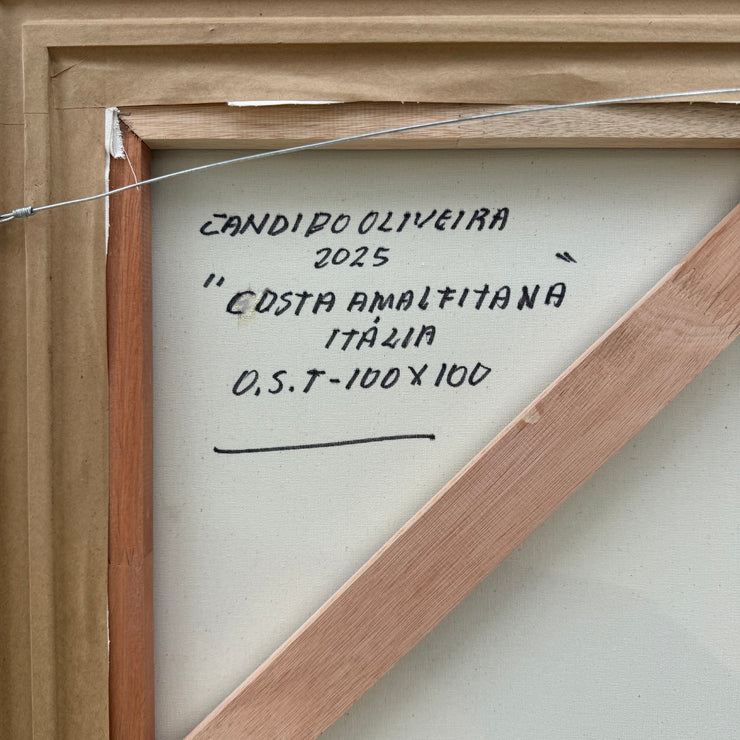 CANDIDO OLIVEIRA
2025
"COSTA AMALFITANA"
ITÁLIA
O.S.T-100X100